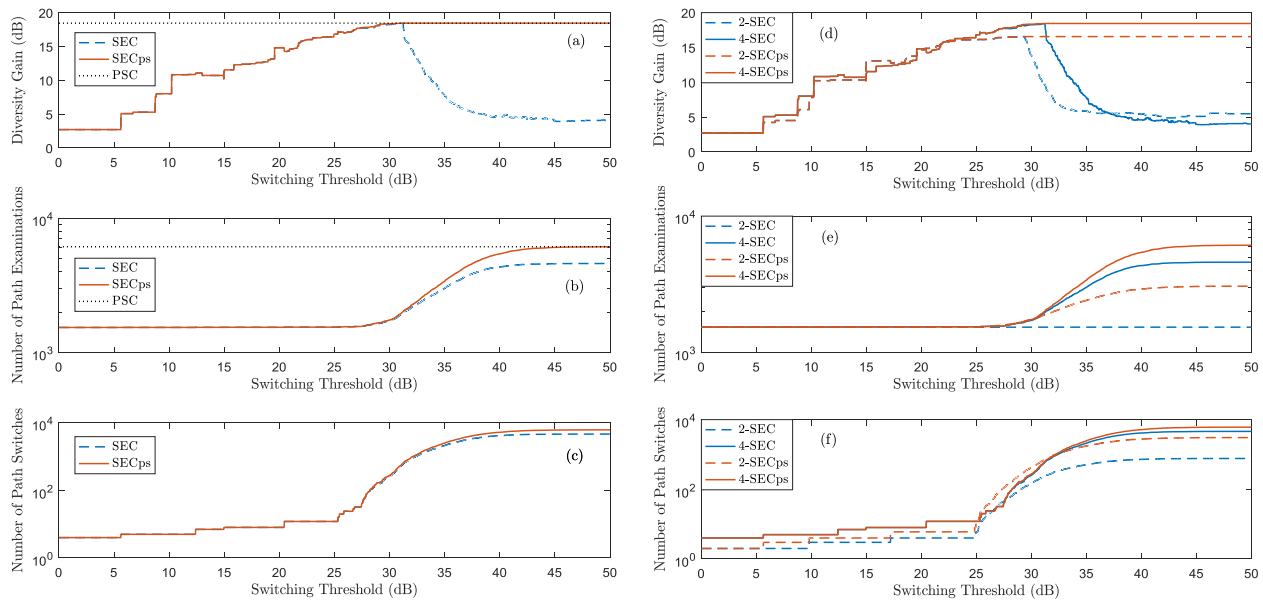 Diversity Gain (dB)
20
15
10
5
0
SEC
SECps
PSC
(a)
0 5 10 15 20 25 30 35 40 45 50
Switching Threshold (dB)
Number of Path Examinations
10^4
10^3
SEC
SECps
PSC
(b)
0 5 10 15 20 25 30 35 40 45 50
Switching Threshold (dB)
Number of Path Switches
10^4
10^2
10^0
SEC
SECps
(c)
0 5 10 15 20 25 30 35 40 45 50
Switching Threshold (dB)
Diversity Gain (dB)
20
15
10
5
0
2-SEC
4-SEC
2-SECps
4-SECps
(d)
0 5 10 15 20 25 30 35 40 45 50
Switching Threshold (dB)
Number of Path Examinations
10^4
10^3
2-SEC
4-SEC
2-SECps
4-SECps
(e)
0 5 10 15 20 25 30 35 40 45 50
Switching Threshold (dB)
Number of Path Switches
10^4
10^2
10^0
2-SEC
4-SEC
2-SECps
4-SECps
(f)
0 5 10 15 20 25 30 35 40 45 50
Switching Threshold (dB)